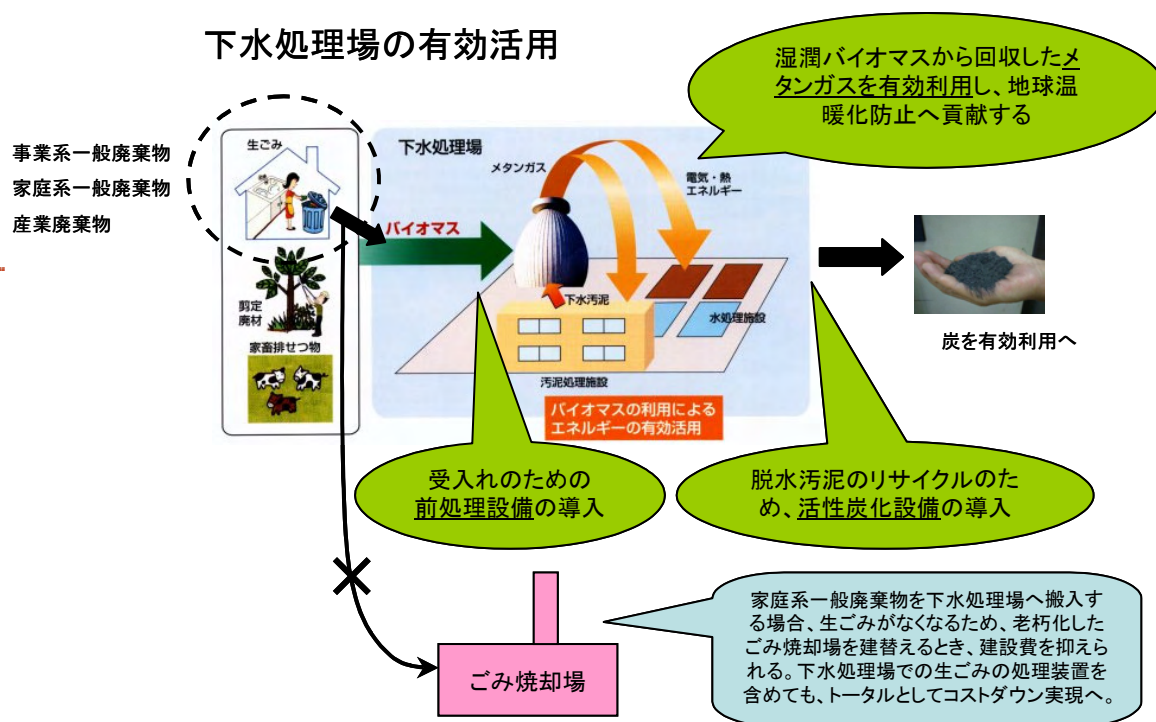 下水処理場の有効活用
湿潤バイオマスから回収したメ
タンガスを有効利用し、地球温
暖化防止へ貢献する
事業系一般廃棄物
家庭系一般廃棄物
産業廃棄物
生ごみ
剪定
廃材
家畜排せつ物
下水処理場
メタンガス
電気・熱
エネルギー
バイオマス
下水汚泥
水処理施設
汚泥処理施設
バイオマスの利用による
エネルギーの有効活用
炭を有効利用へ
受入れのための
前処理設備の導入
脱水汚泥のリサイクルのた
め、活性炭化設備の導入
ごみ焼却場
家庭系一般廃棄物を下水処理場へ搬入す
る場合、生ごみがなくなるため、老朽化した
ごみ焼却場を建替えるとき、建設費を抑えら
れる。下水処理場での生ごみの処理装置を
含めても、トータルとしてコストダウン実現へ。